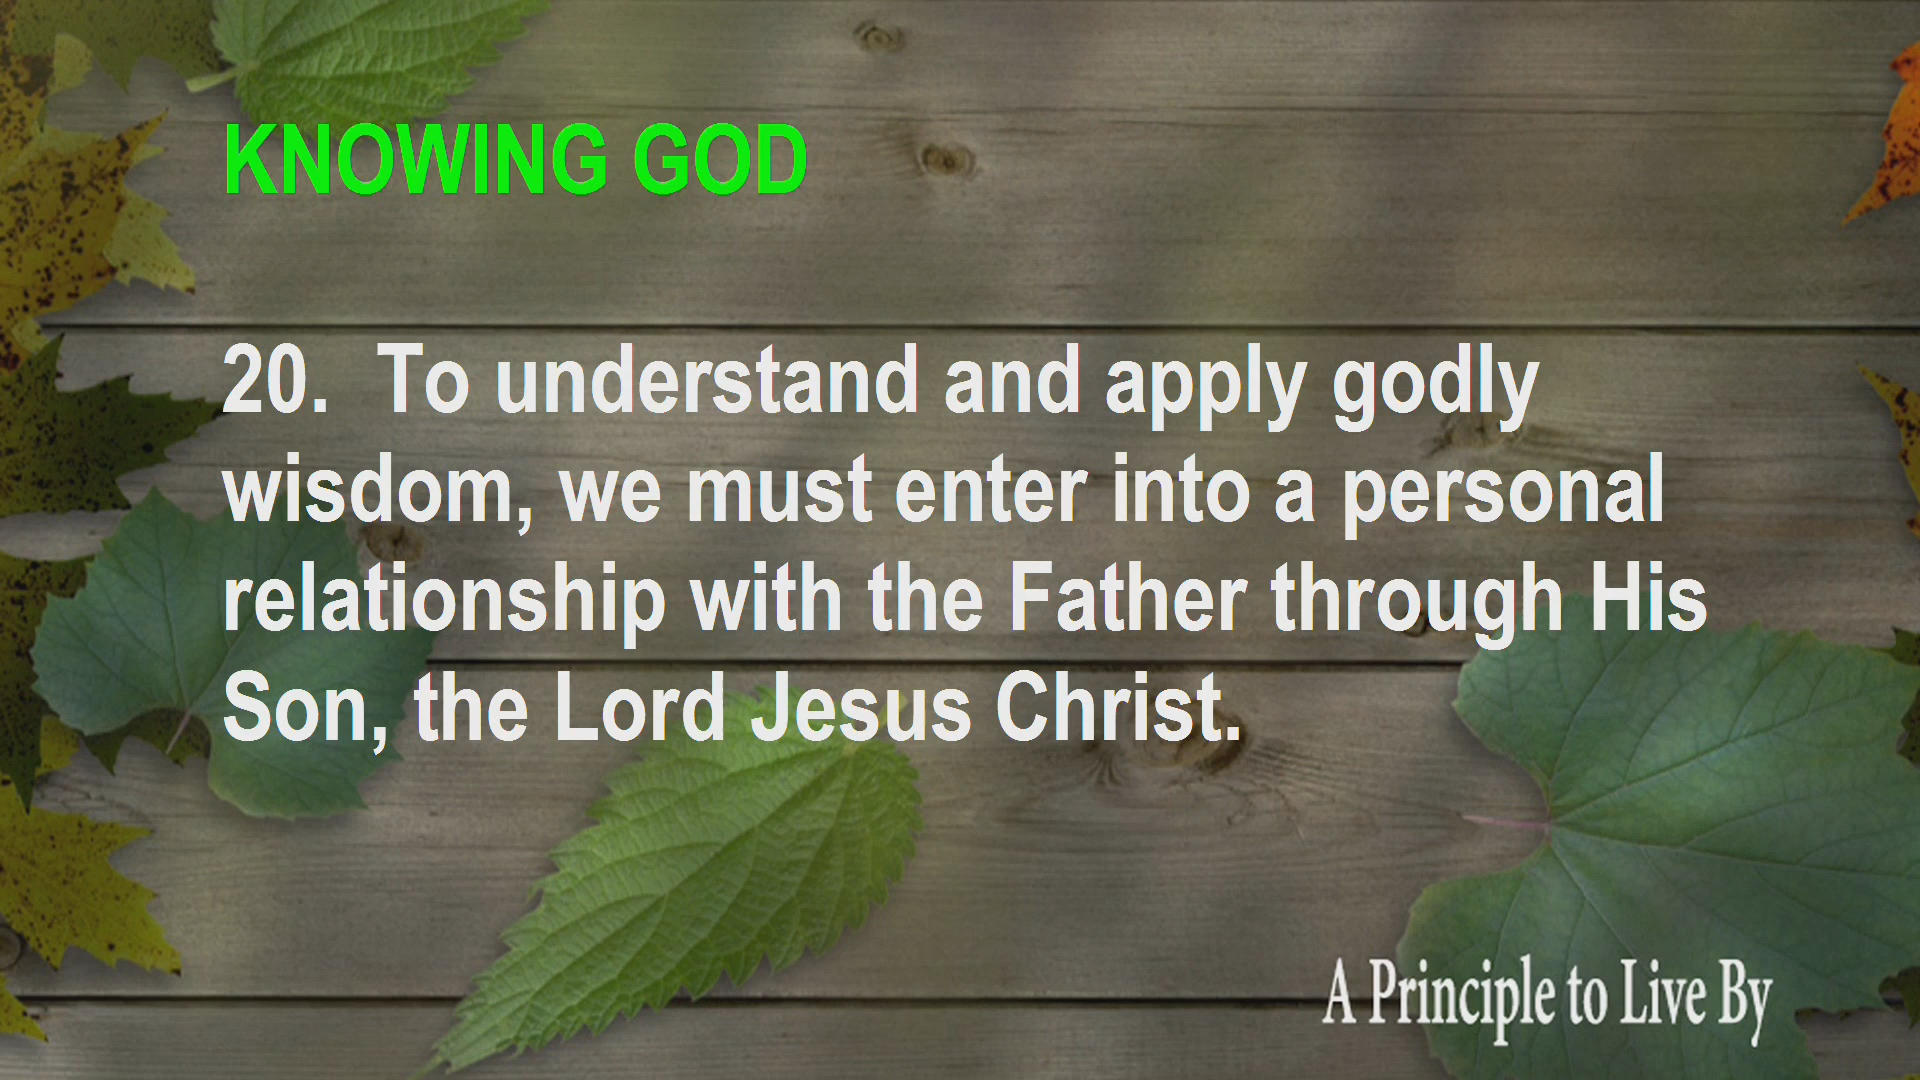 KNOWING GOD
20. To understand and apply godly
wisdom, we must enter into a personal
relationship with the Father through His
Son, the Lord Jesus Christ.
A Principle to Live By